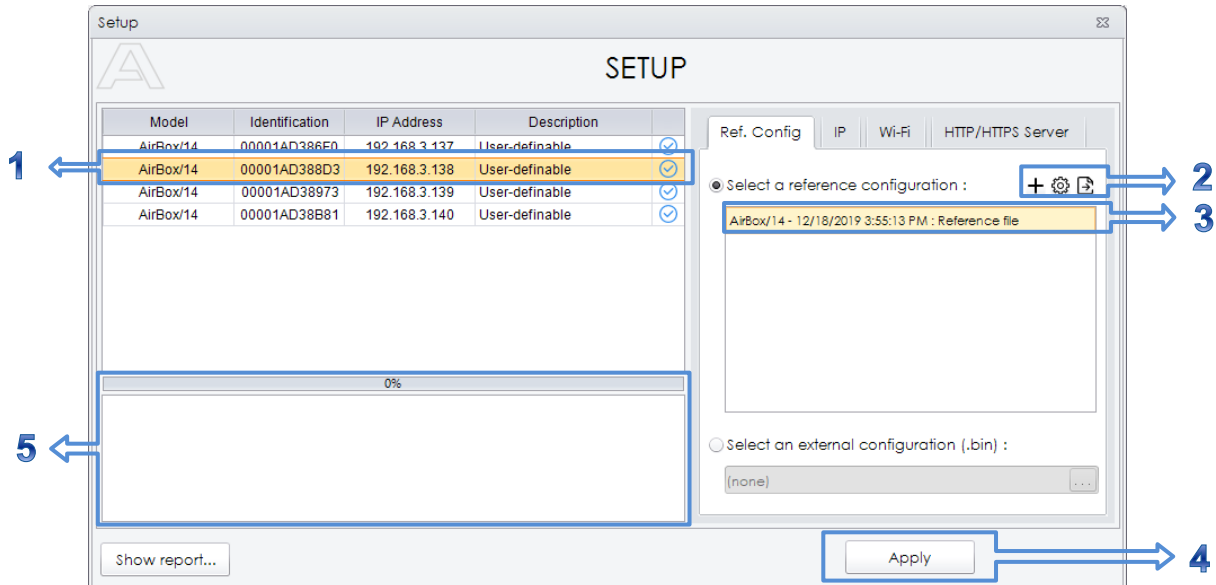 Setup
SETUP
Model Identification IP Address Description
AirBox/14 00001AD386F0 192.168.3.137 User-definable
AirBox/14 00001AD388D3 192.168.3.138 User-definable
AirBox/14 00001AD38973 192.168.3.139 User-definable
AirBox/14 00001AD38B81 192.168.3.140 User-definable
1
0%
5
Show report...
Ref. Config IP Wi-Fi HTTP/HTTPS Server
Select a reference configuration :
2
AirBox/14 - 12/18/2019 3:55:13 PM : Reference file
3
Select an external configuration (.bin) :
(none) ...
Apply
4